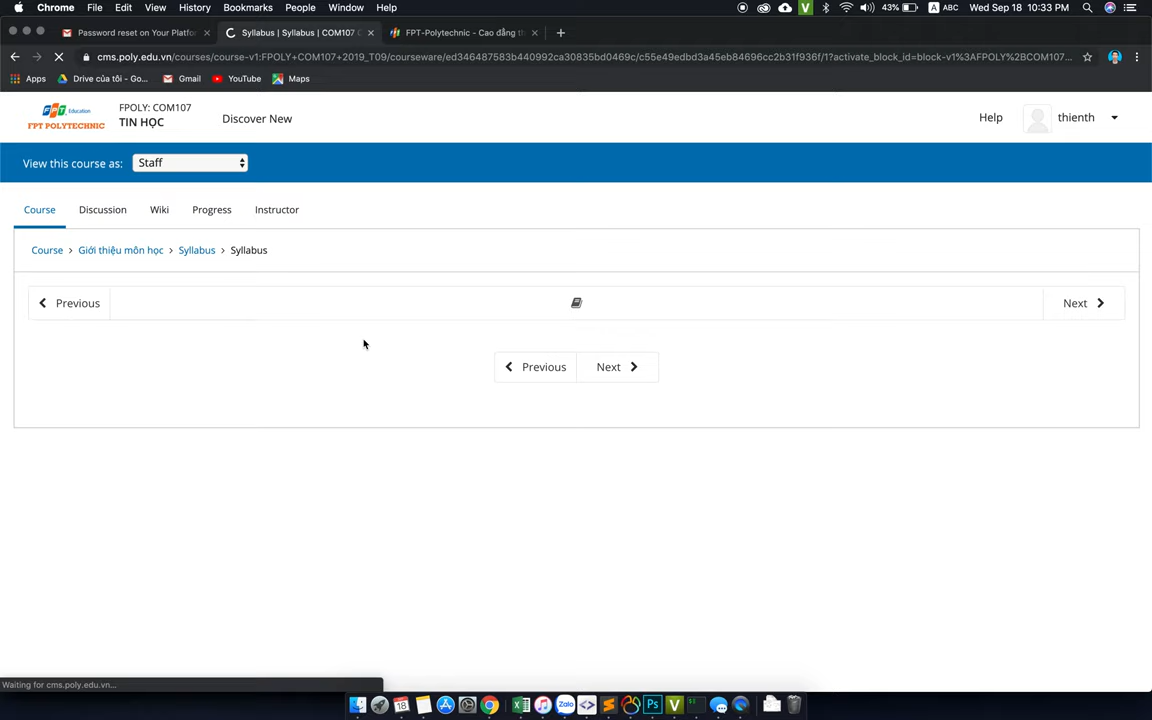 Chrome File Edit View History Bookmarks People Window Help 43% A ABC Wed Sep 18 10:33 PM
Password reset on Your Platfo Syllabus | Syllabus | COM107 FPT-Polytechnic - Cao đẳng th
cms.poly.edu.vn/courses/course-v1:FPOLY+COM107+2019_T09/courseware/ed346487583b440992ca30835bd0469c/c55e49edbd3a45eb84696cc2b31f936f/1?activate_block_id=block-v1%3AFPOLY%2BCOM107...
Apps Drive của tôi - Go... Gmail YouTube Maps
FPT Education
FPT POLYTECHNIC
FPOLY: COM107
TIN HỌC
Discover New
Help thienth
View this course as: Staff
Course Discussion Wiki Progress Instructor
Course > Giới thiệu môn học > Syllabus > Syllabus
Previous Next
Previous Next
Waiting for cms.poly.edu.vn...
18 Zalo Ps V